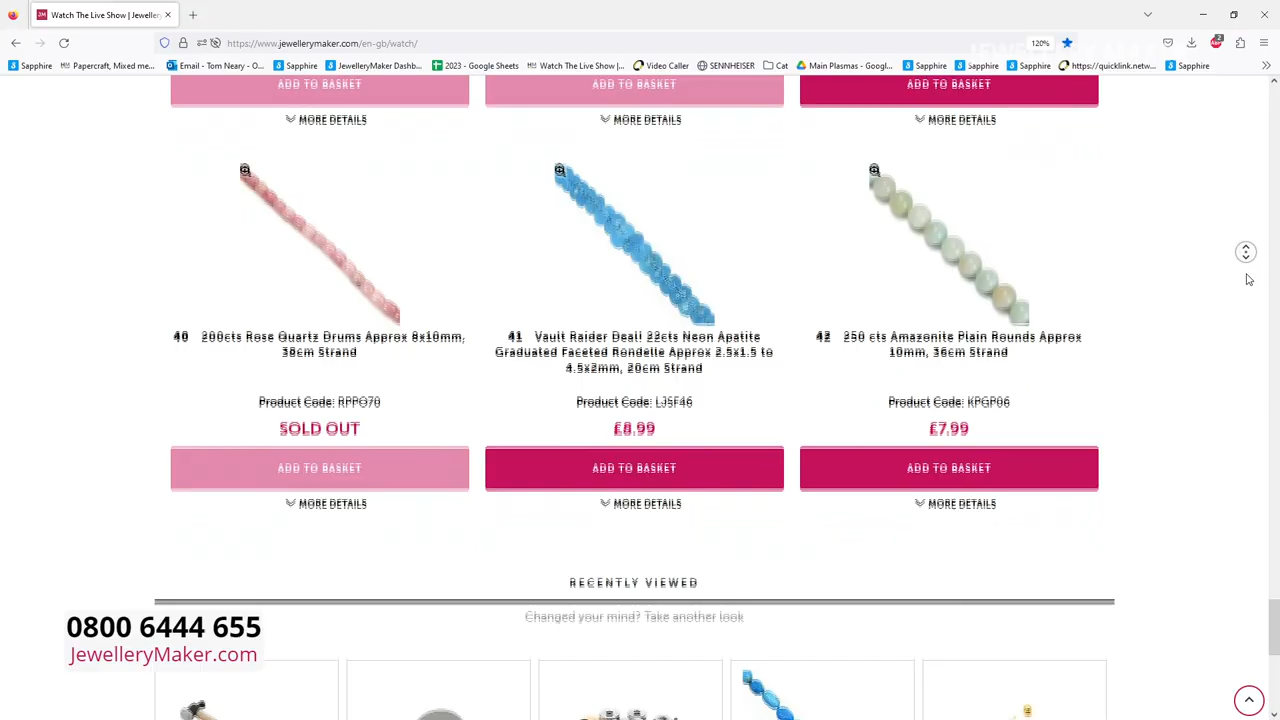 Watch The Live Show | Jeweller
https://www.jewellerymaker.com/en-gb/watch/
120%
Sapphire
Papercraft, Mixed me...
Email - Tom Neary - O...
Sapphire
JewelleryMaker Dashb...
2023 - Google Sheets
Watch The Live Show |...
Video Caller
SENNHEISER
Cat
Main Plasmas - Googl...
Sapphire
Sapphire
Sapphire
https://quicklink.netw...
Sapphire
ADD TO BASKET
ADD TO BASKET
ADD TO BASKET
MORE DETAILS
MORE DETAILS
MORE DETAILS
40 200cts Rose Quartz Drums Approx 8x10mm,
38cm Strand
Product Code: RPPO70
SOLD OUT
ADD TO BASKET
MORE DETAILS
41 Vault Raider Deal! 22cts Neon Apatite
Graduated Faceted Rondelle Approx 2.5x1.5 to
4.5x2mm, 20cm Strand
Product Code: LJSF46
£8.99
ADD TO BASKET
MORE DETAILS
42 250 cts Amazonite Plain Rounds Approx
10mm, 36cm Strand
Product Code: KPGP06
£7.99
ADD TO BASKET
MORE DETAILS
RECENTLY VIEWED
Changed your mind? Take another look
0800 6444 655
JewelleryMaker.com